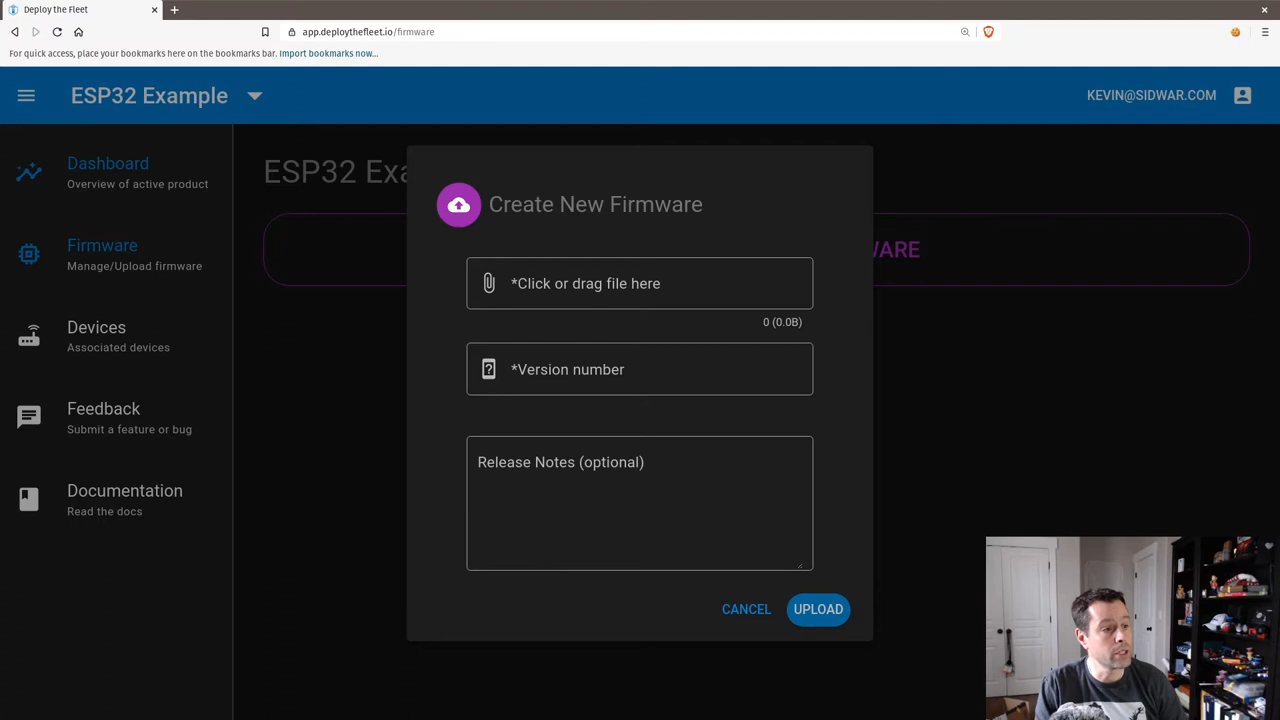 Deploy the Fleet
app.deploythefleet.io/firmware
For quick access, place your bookmarks here on the bookmarks bar. Import bookmarks now...
ESP32 Example
KEVIN@SIDWAR.COM
Dashboard
Overview of active product
Firmware
Manage/Upload firmware
Devices
Associated devices
Feedback
Submit a feature or bug
Documentation
Read the docs
ESP32 Exa
WARE
Create New Firmware
*Click or drag file here
0 (0.0B)
*Version number
Release Notes (optional)
CANCEL
UPLOAD